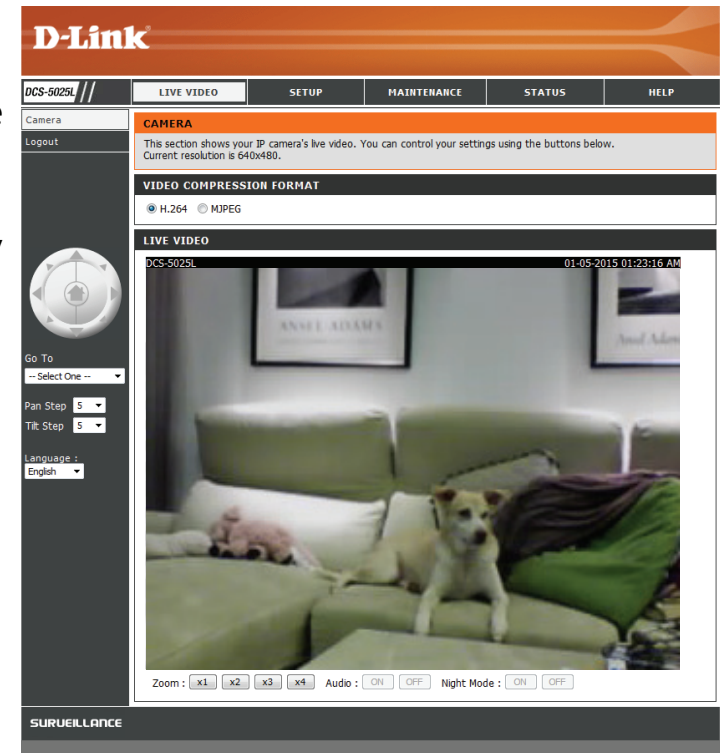 D-Link
DCS-5025L
LIVE VIDEO
SETUP
MAINTENANCE
STATUS
HELP
Camera
Logout
CAMERA
This section shows your IP camera's live video. You can control your settings using the buttons below.
Current resolution is 640x480.
VIDEO COMPRESSION FORMAT
H.264 MJPEG
LIVE VIDEO
DCS-5025L 01-05-2015 01:23:16 AM
ANSEL ADAMS
Ansel Adams
Go To
-- Select One --
Pan Step 5
Tilt Step 5
Language :
English
Zoom : x1 x2 x3 x4 Audio : ON OFF Night Mode : ON OFF
SURVEILLANCE